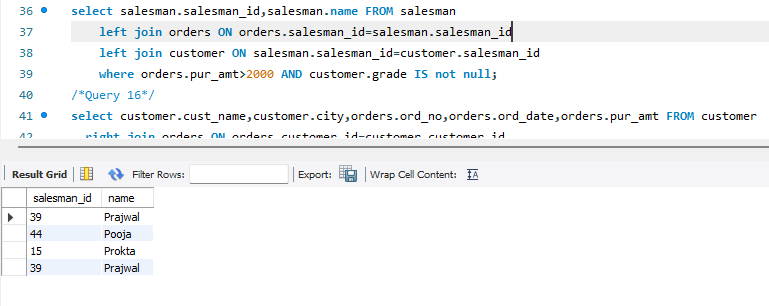 36 select salesman.salesman_id,salesman.name FROM salesman
37 left join orders ON orders.salesman_id=salesman.salesman_id
38 left join customer ON salesman.salesman_id=customer.salesman_id
39 where orders.pur_amt>2000 AND customer.grade IS not null;
40 /*Query 16*/
41 select customer.cust_name,customer.city,orders.ord_no,orders.ord_date,orders.pur_amt FROM customer
42 right join orders ON orders.customer_id=customer.customer_id
Result Grid Filter Rows: Export: Wrap Cell Content:
salesman_id name
39 Prajwal
44 Pooja
15 Prokta
39 Prajwal